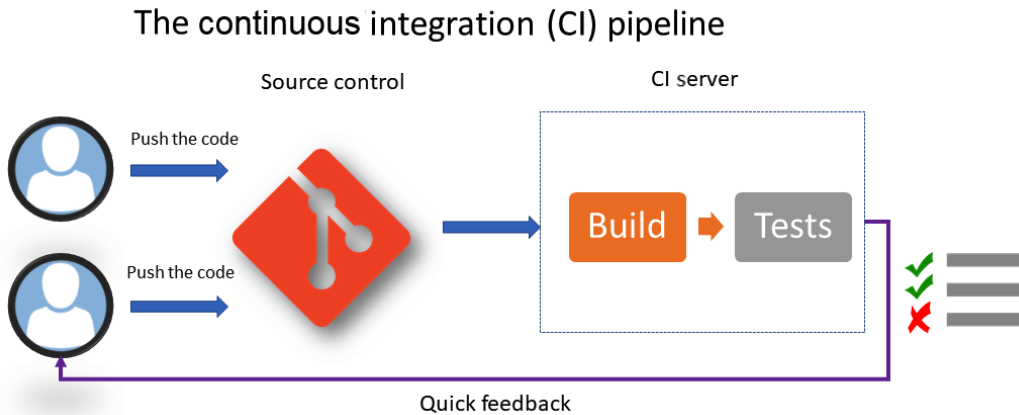 The continuous integration (CI) pipeline
Source control
CI server
Push the code
Build
Tests
Push the code
Quick feedback